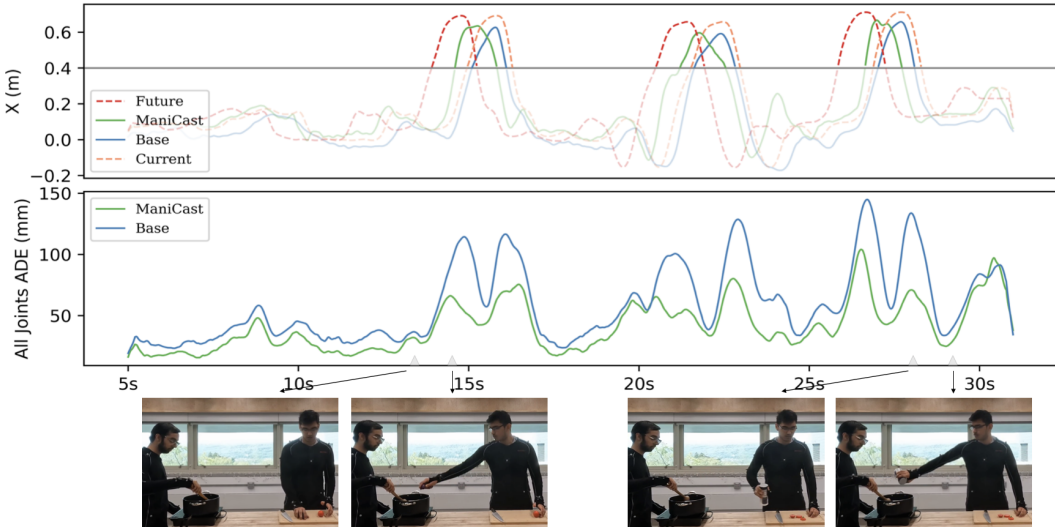 X (m)
0.6
0.4
0.2
0.0
−0.2
Future
ManiCast
Base
Current
All Joints ADE (mm)
150
100
50
ManiCast
Base
5s
10s
15s
20s
25s
30s